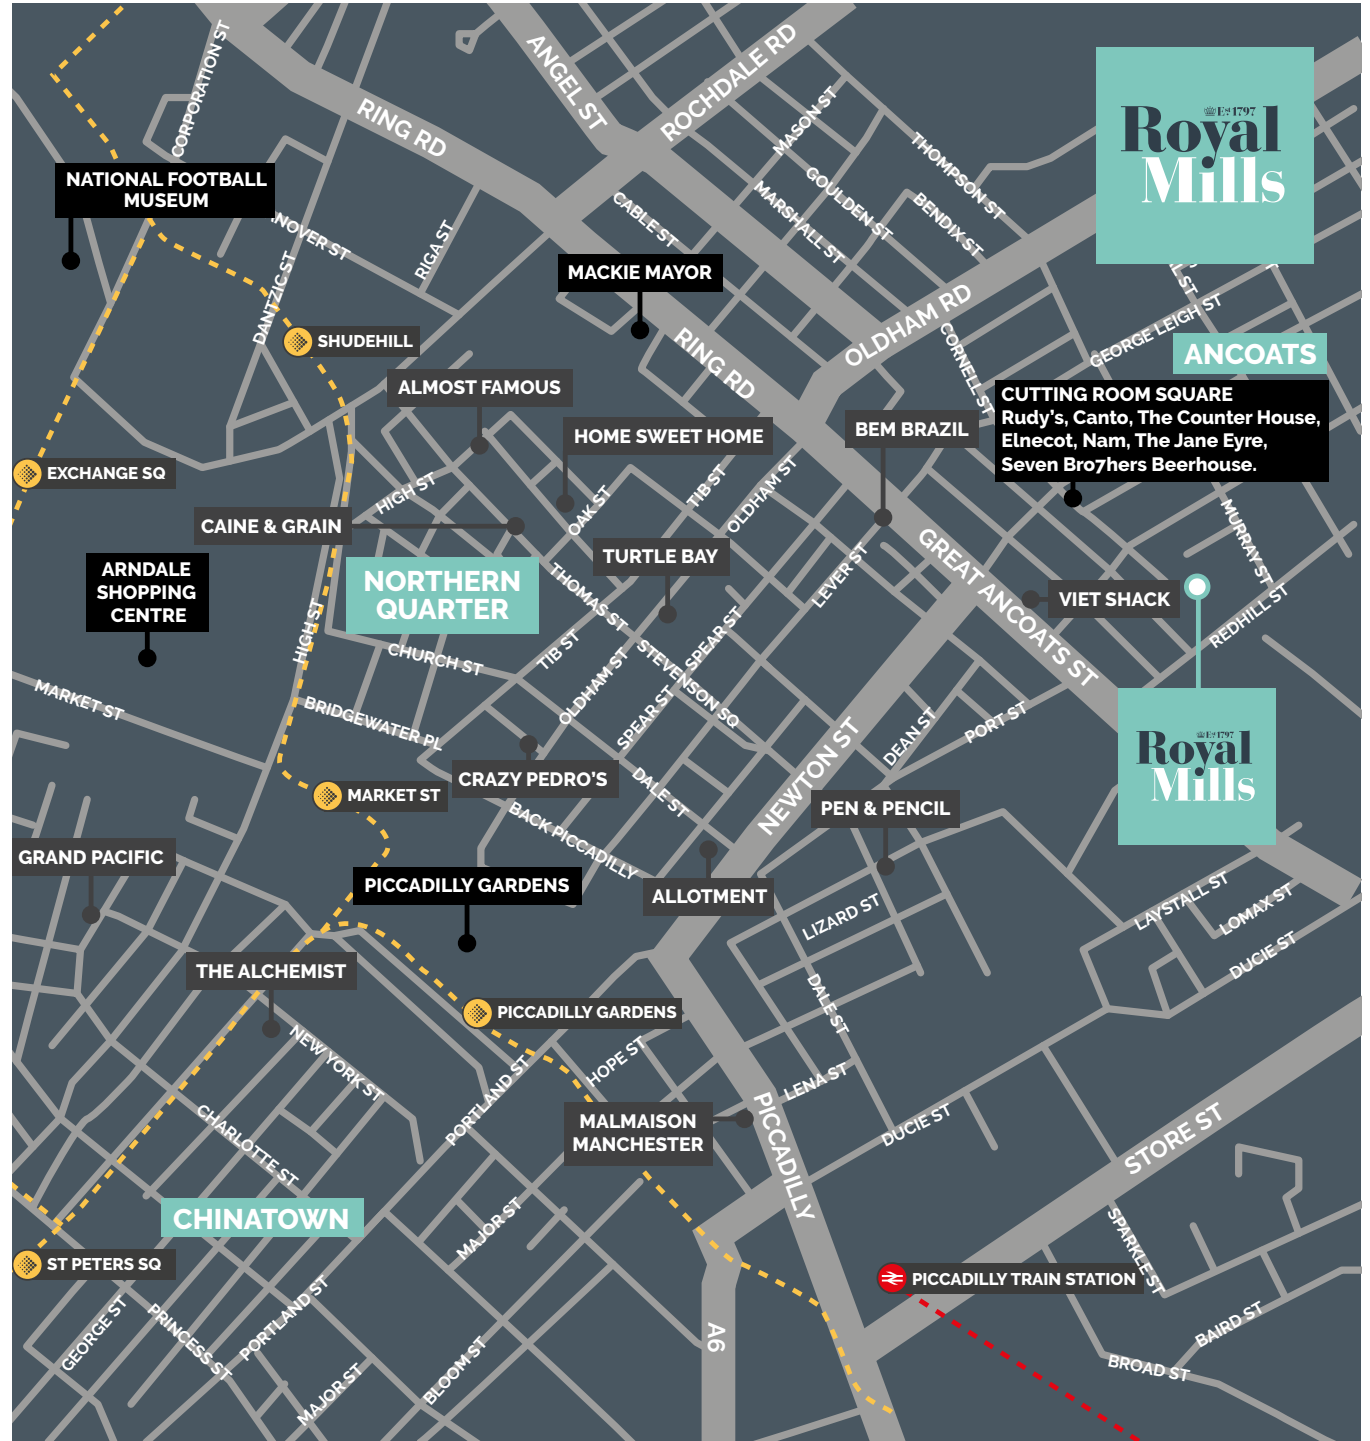 CORPORATION ST
RING RD
ANGEL ST
ROCHDALE RD
MASON ST
THOMPSON ST
EST 1797
Royal
Mills
NATIONAL FOOTBALL
MUSEUM
GOULDEN ST
MARSHALL ST
BENDIX ST
CABLE ST
RIGA ST
DANTZIC ST
MACKIE MAYOR
OLDHAM RD
GEORGE LEIGH ST
CORNELL ST
SHUDEHILL
RING RD
ANCOATS
ALMOST FAMOUS
CUTTING ROOM SQUARE
Rudy's, Canto, The Counter House,
Elnecot, Nam, The Jane Eyre,
Seven Bro7hers Beerhouse.
HOME SWEET HOME
BEM BRAZIL
EXCHANGE SQ
HIGH ST
OAK ST
TIB ST
OLDHAM ST
CAINE & GRAIN
TURTLE BAY
MURRAY ST
GREAT ANCOATS ST
LEVER ST
ARNDALE
SHOPPING
CENTRE
NORTHERN
QUARTER
THOMAS ST
VIET SHACK
REDHILL ST
HIGH ST
CHURCH ST
TIB ST
STEVENSON SQ
SPEAR ST
OLDHAM ST
SPEAR ST
MARKET ST
BRIDGEWATER PL
NEWTON ST
DEAN ST
PORT ST
EST 1797
Royal
Mills
CRAZY PEDRO'S
DALE ST
MARKET ST
PEN & PENCIL
BACK PICCADILLY
GRAND PACIFIC
PICCADILLY GARDENS
ALLOTMENT
LIZARD ST
LAYSTALL ST
LOMAX ST
DUCIE ST
THE ALCHEMIST
PICCADILLY GARDENS
DALE ST
NEW YORK ST
HOPE ST
PORTLAND ST
LENA ST
CHARLOTTE ST
MALMAISON
MANCHESTER
PICCADILLY
DUCIE ST
STORE ST
CHINATOWN
MAJOR ST
SPARKLE ST
ST PETERS SQ
PICCADILLY TRAIN STATION
GEORGE ST
PRINCESS ST
PORTLAND ST
A6
BAIRD ST
BROAD ST
MAJOR ST
BLOOM ST